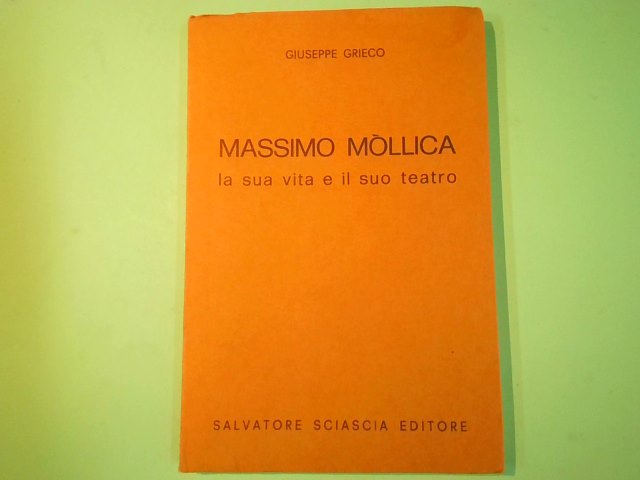 GIUSEPPE GRIECO
MASSIMO MÒLLICA
la sua vita e il suo teatro
SALVATORE SCIASCIA EDITORE